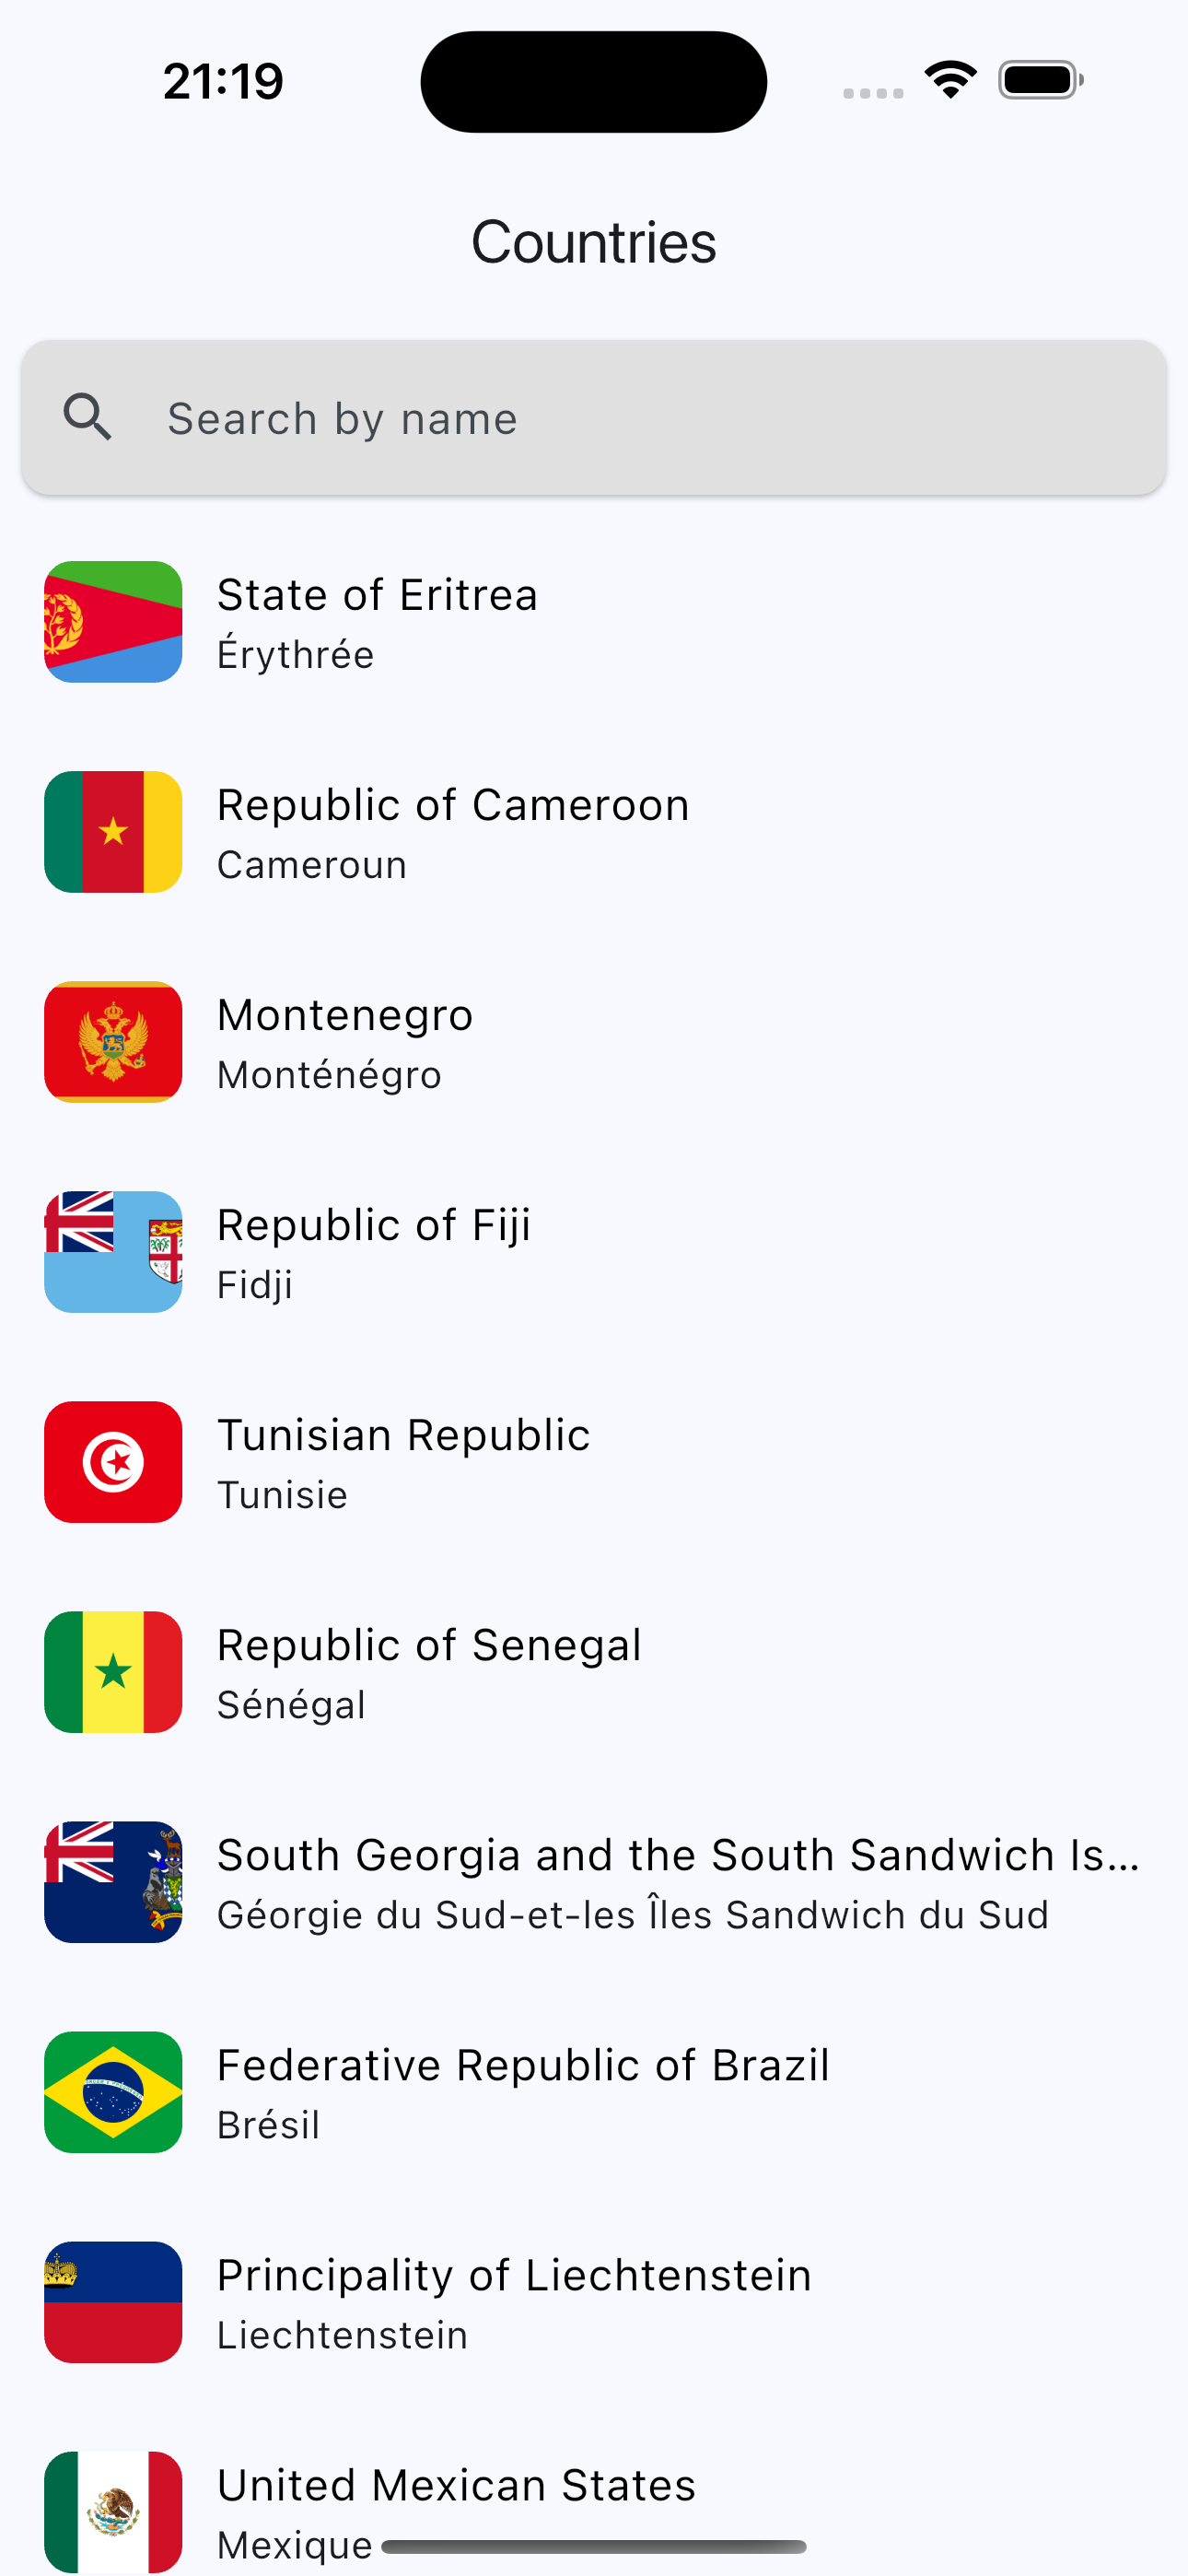 21:19
Countries
Search by name
State of Eritrea
Érythrée
Republic of Cameroon
Cameroun
Montenegro
Monténégro
Republic of Fiji
Fidji
Tunisian Republic
Tunisie
Republic of Senegal
Sénégal
South Georgia and the South Sandwich Is...
Géorgie du Sud-et-les Îles Sandwich du Sud
Federative Republic of Brazil
Brésil
Principality of Liechtenstein
Liechtenstein
United Mexican States
Mexique